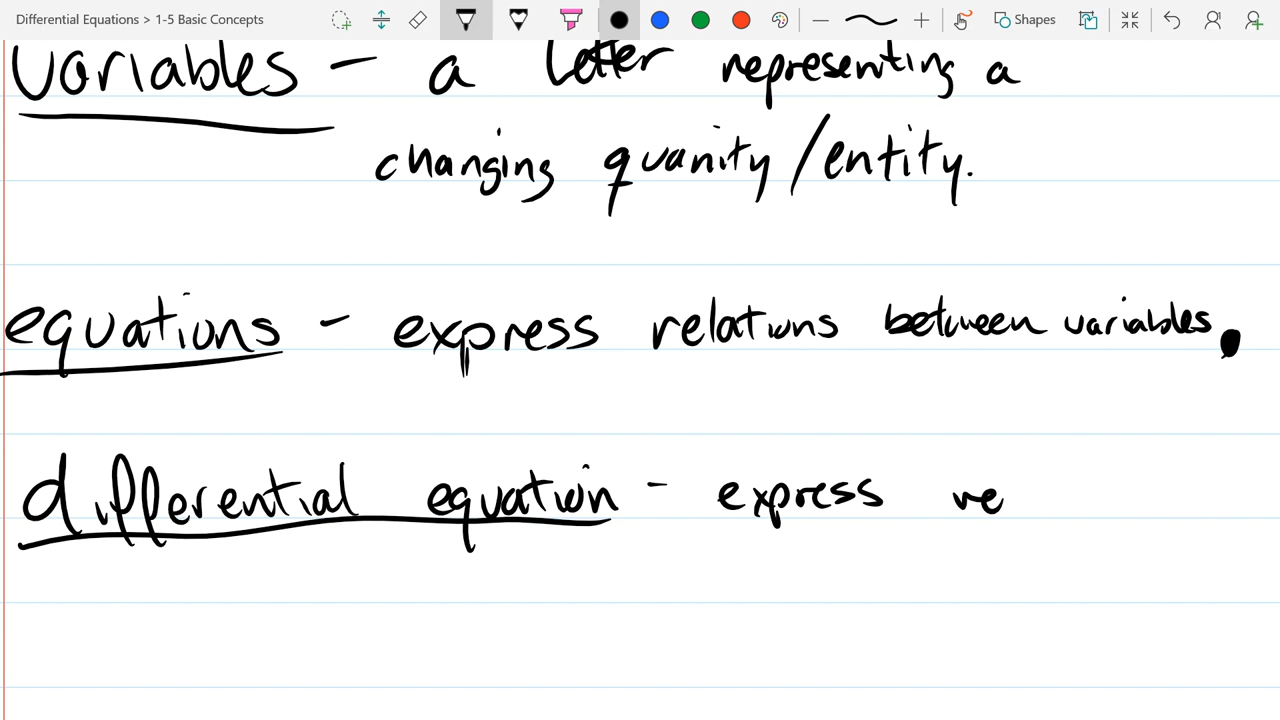 Differential Equations > 1-5 Basic Concepts
Shapes
variables - a letter representing a
changing quanity/entity.
equations - express relations between variables.
differential equation - express re